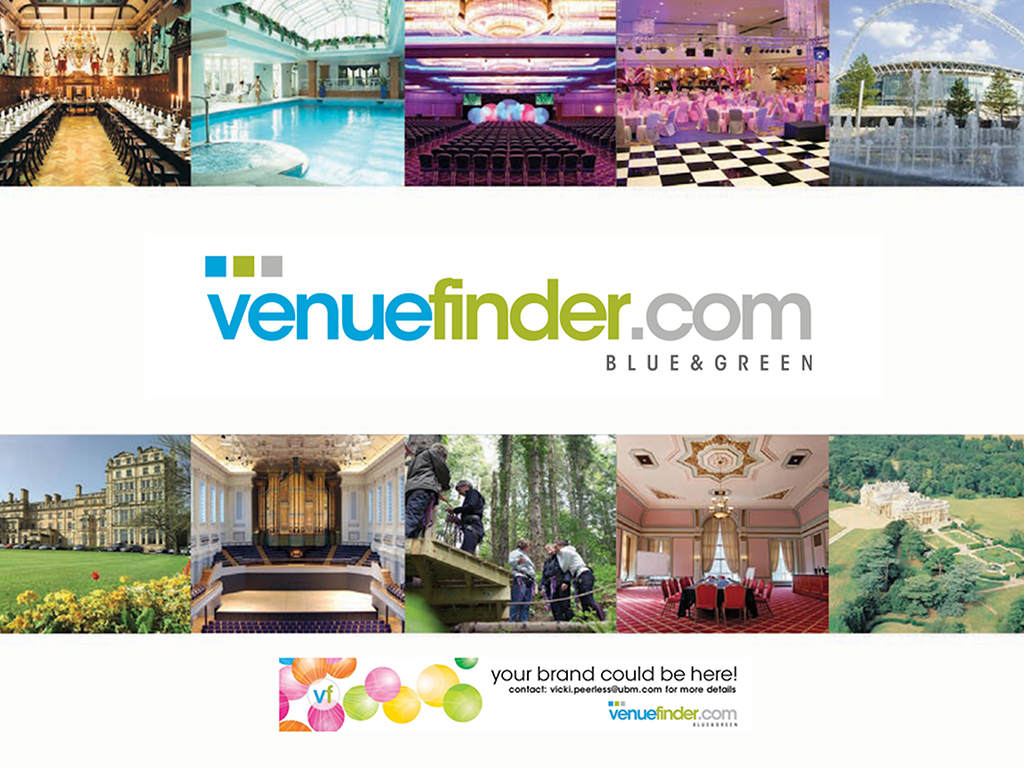 venuefinder.com
BLUE&GREEN
vf
your brand could be here!
contact: vicki.peerless@ubm.com for more details
venuefinder.com
BLUE&GREEN